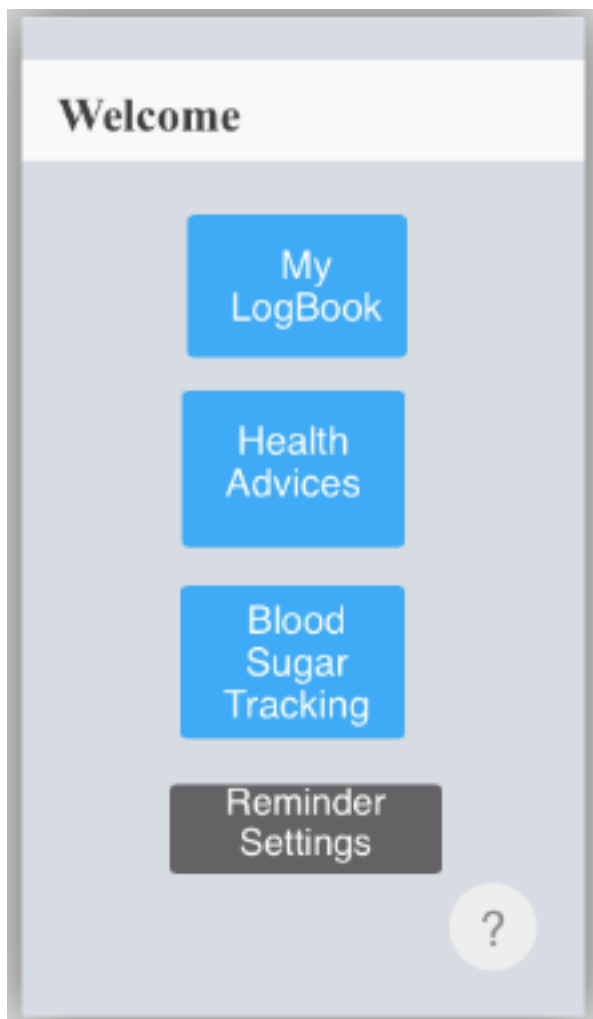 Welcome
My
LogBook
Health
Advices
Blood
Sugar
Tracking
Reminder
Settings
?